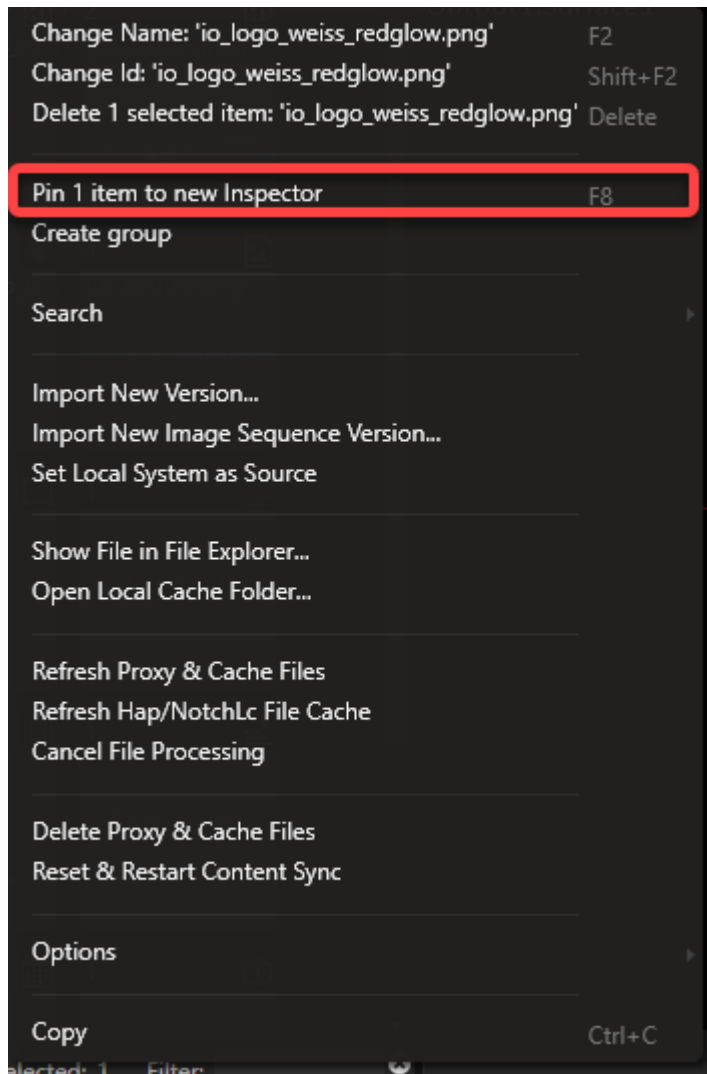 Change Name: 'io_logo_weiss_redglow.png' F2
Change Id: 'io_logo_weiss_redglow.png' Shift+F2
Delete 1 selected item: 'io_logo_weiss_redglow.png' Delete
Pin 1 item to new Inspector F8
Create group
Search
Import New Version...
Import New Image Sequence Version...
Set Local System as Source
Show File in File Explorer...
Open Local Cache Folder...
Refresh Proxy & Cache Files
Refresh Hap/NotchLc File Cache
Cancel File Processing
Delete Proxy & Cache Files
Reset & Restart Content Sync
Options
Copy Ctrl+C
elected: 1 Filter: